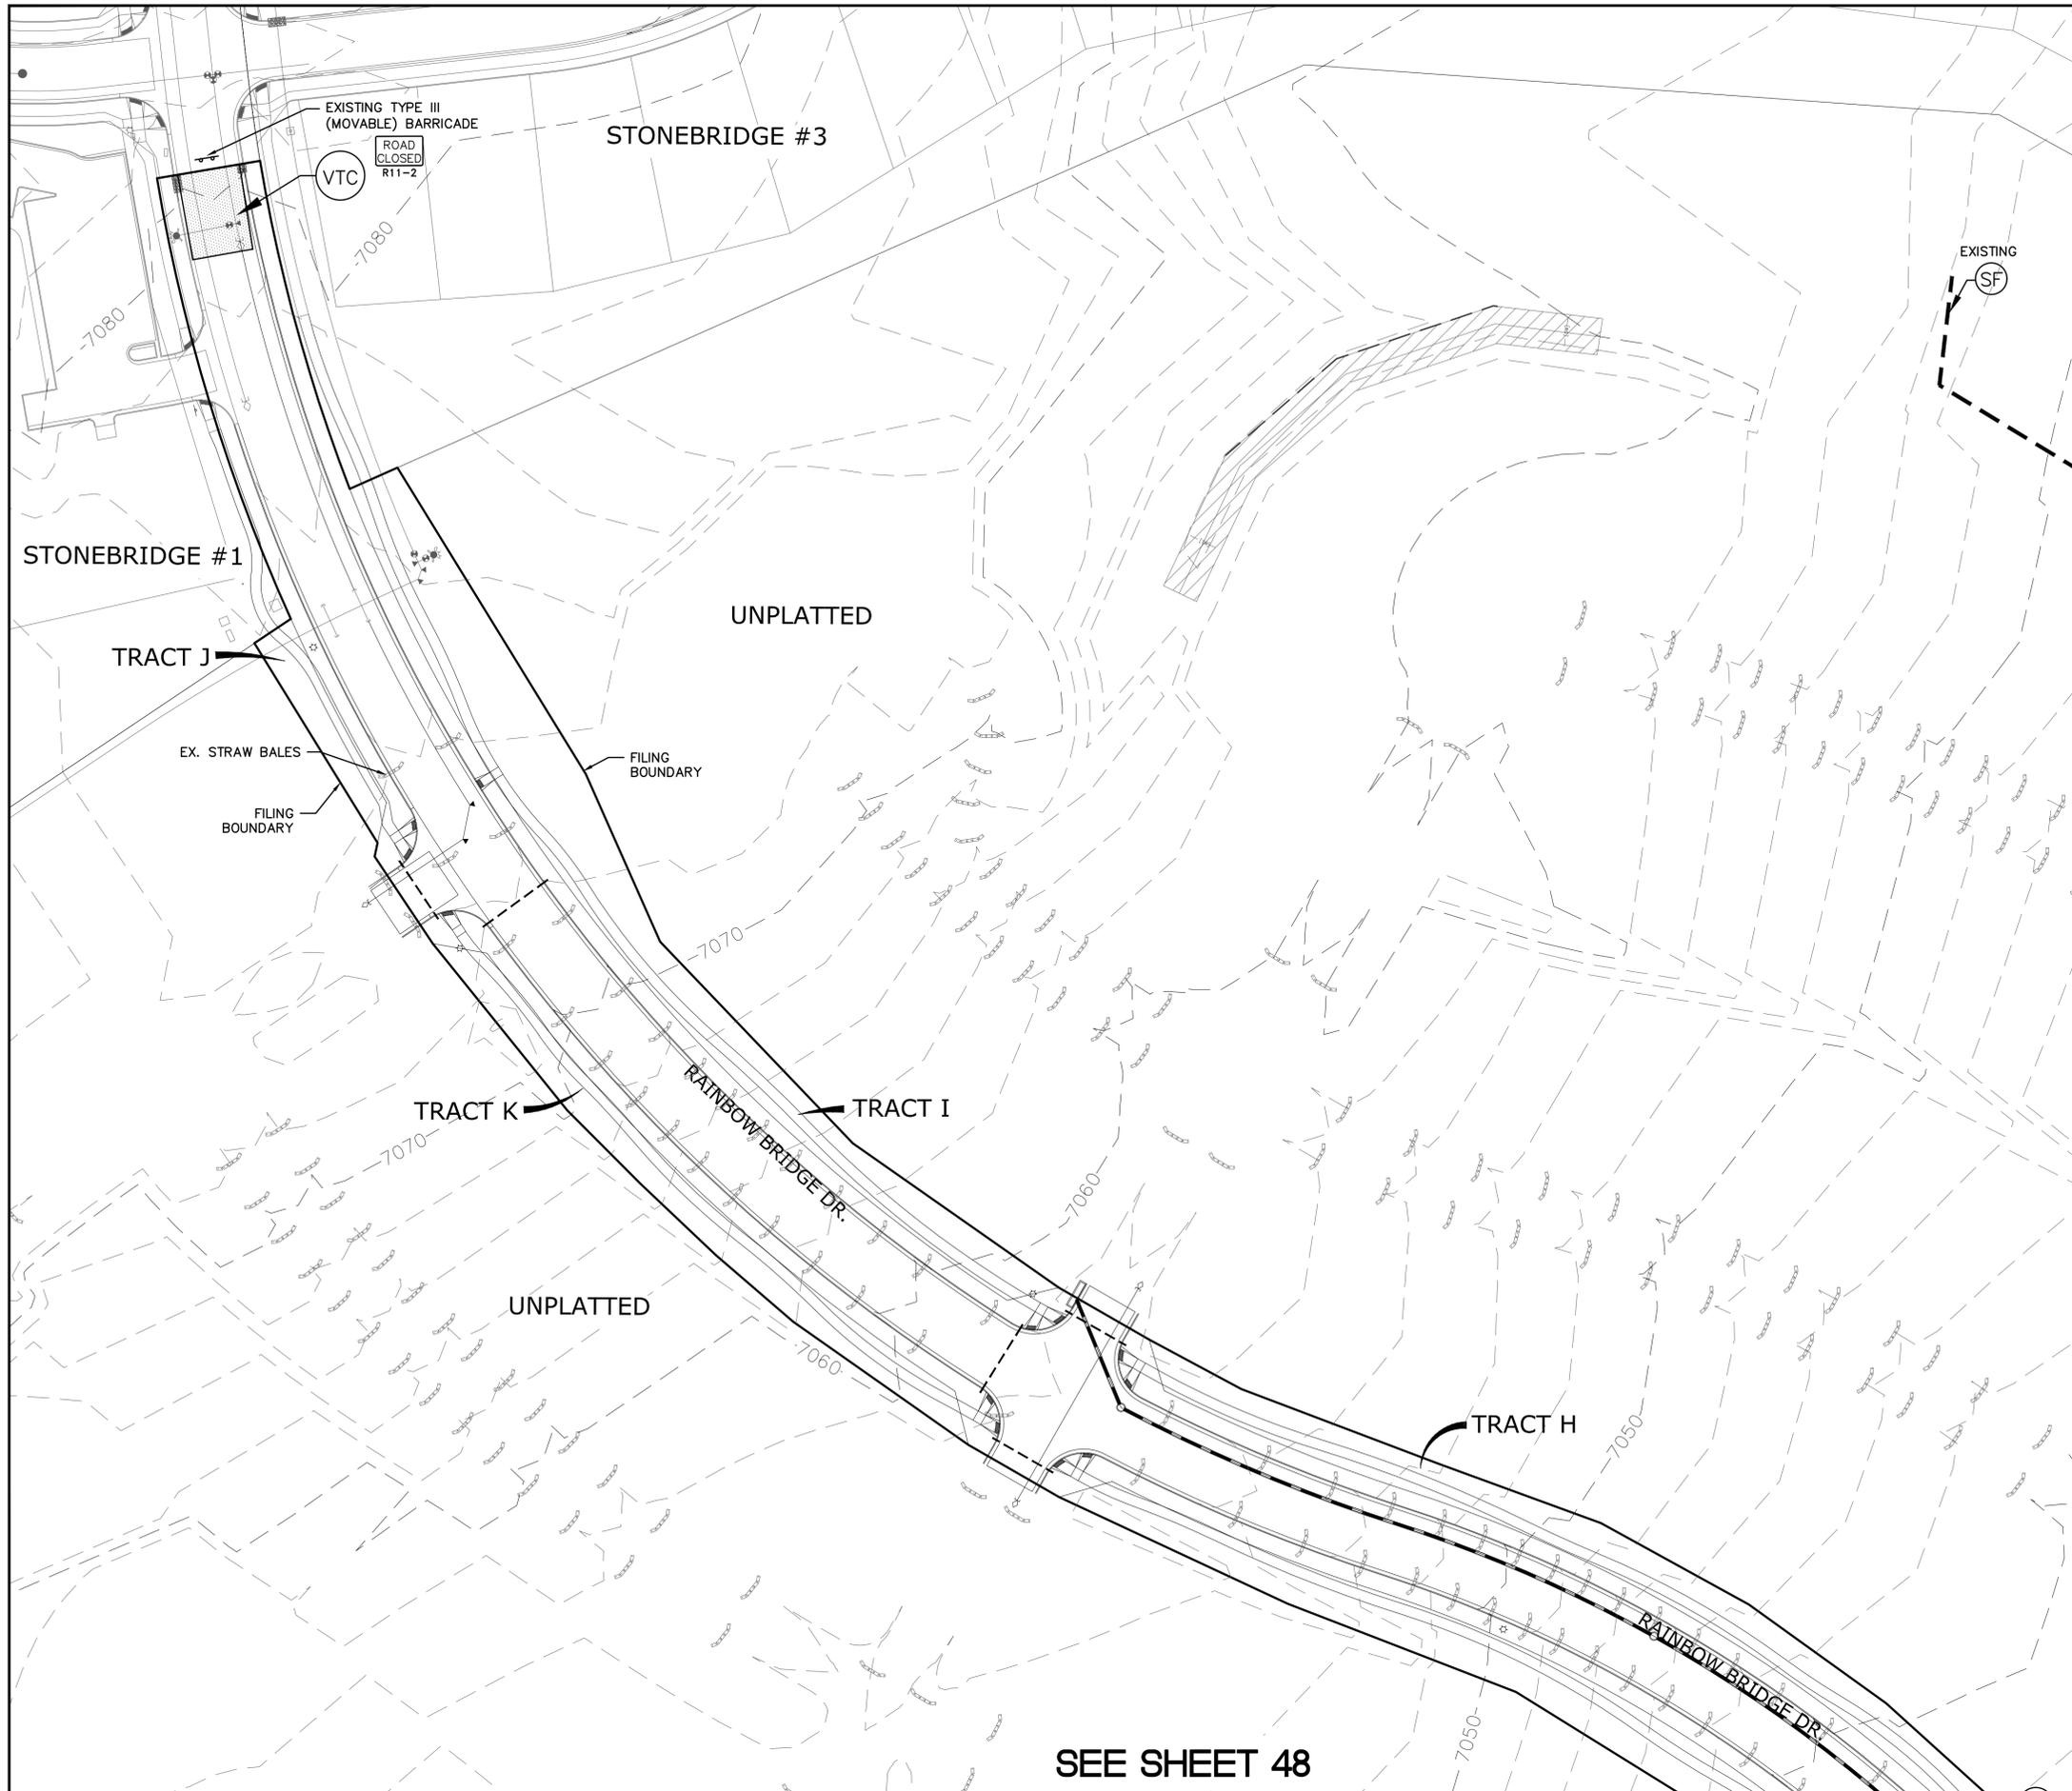 EXISTING TYPE III
(MOVABLE) BARRICADE
ROAD
CLOSED
R11-2
VTC
STONEBRIDGE #3
7080
7080
EXISTING
SF
STONEBRIDGE #1
UNPLATTED
TRACT J
EX. STRAW BALES
FILING
BOUNDARY
FILING
BOUNDARY
7070
TRACT K
RAINBOW BRIDGE DR.
TRACT I
7070
7060
UNPLATTED
7060
TRACT H
7050
RAINBOW BRIDGE DR.
7050
SEE SHEET 48